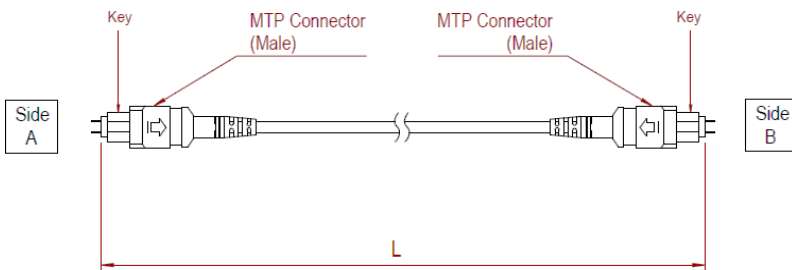 Key
MTP Connector
(Male)
MTP Connector
(Male)
Key
Side
A
Side
B
L